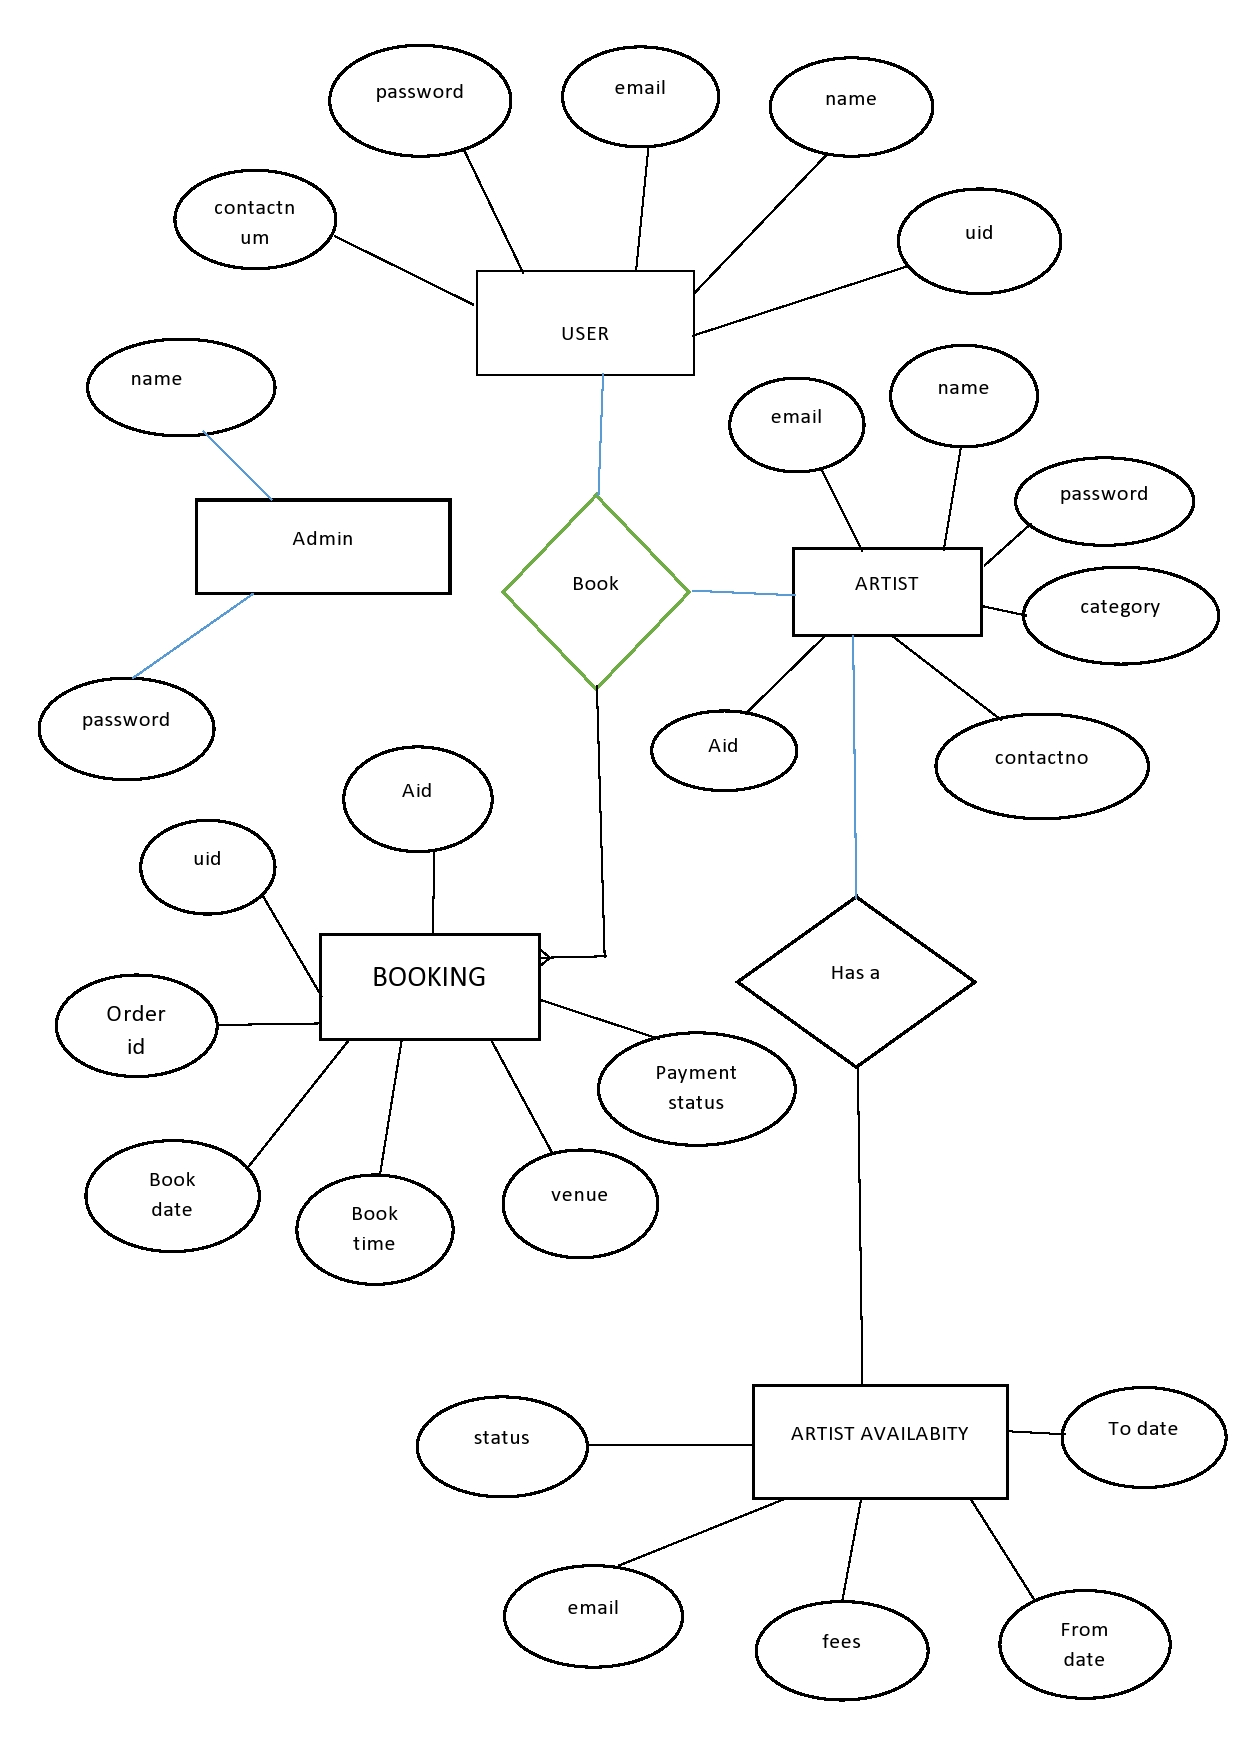 password
email
name
contactn
um
uid
USER
name
email
name
password
Admin
Book
ARTIST
category
password
Aid
contactno
Aid
uid
BOOKING
Has a
Order
id
Payment
status
Book
date
Book
time
venue
status
ARTIST AVAILABITY
To date
email
fees
From
date